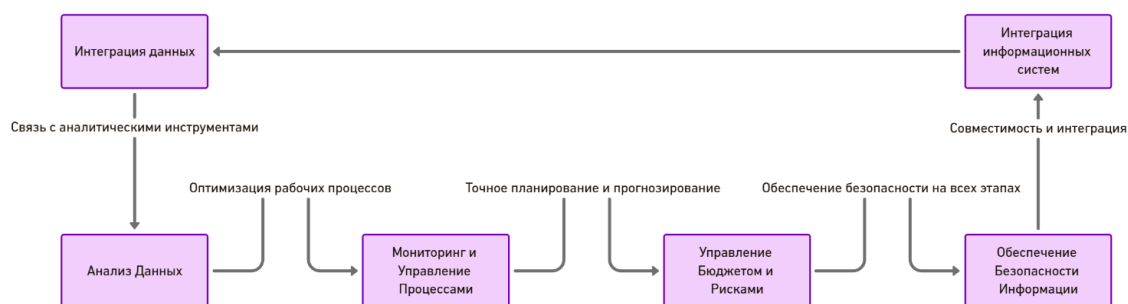 Интеграция данных
Интеграция
информационных
систем
Связь с аналитическими инструментами
Совместимость и интеграция
Оптимизация рабочих процессов
Точное планирование и прогнозирование
Обеспечение безопасности на всех этапах
Анализ Данных
Мониторинг и
Управление
Процессами
Управление
Бюджетом и
Рисками
Обеспечение
Безопасности
Информации